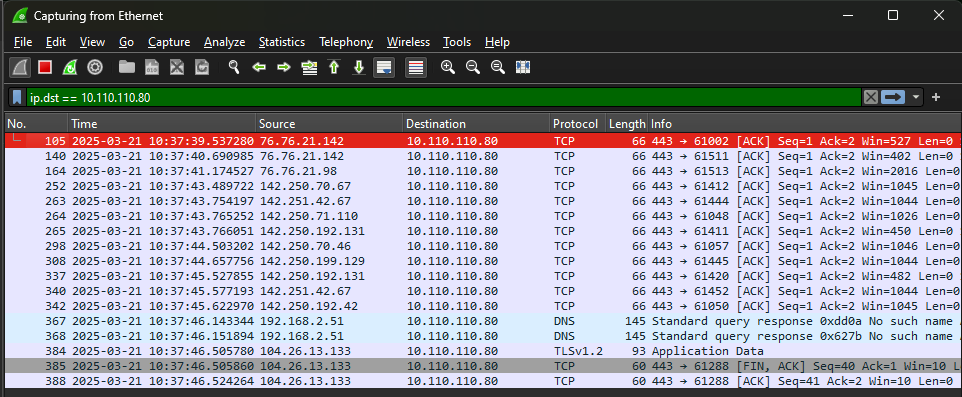 Capturing from Ethernet
File Edit View Go Capture Analyze Statistics Telephony Wireless Tools Help
ip.dst == 10.110.110.80
No. Time Source Destination Protocol Length Info
105 2025-03-21 10:37:39.537280 76.76.21.142 10.110.110.80 TCP 66 443 → 61002 [ACK] Seq=1 Ack=2 Win=527 Len=0
140 2025-03-21 10:37:40.690985 76.76.21.142 10.110.110.80 TCP 66 443 → 61511 [ACK] Seq=1 Ack=2 Win=402 Len=0
164 2025-03-21 10:37:41.174527 76.76.21.98 10.110.110.80 TCP 66 443 → 61513 [ACK] Seq=1 Ack=2 Win=2016 Len=0
252 2025-03-21 10:37:43.489722 142.250.70.67 10.110.110.80 TCP 66 443 → 61412 [ACK] Seq=1 Ack=2 Win=1045 Len=0
263 2025-03-21 10:37:43.754197 142.251.42.67 10.110.110.80 TCP 66 443 → 61444 [ACK] Seq=1 Ack=2 Win=1044 Len=0
264 2025-03-21 10:37:43.765252 142.250.71.110 10.110.110.80 TCP 66 443 → 61048 [ACK] Seq=1 Ack=2 Win=1026 Len=0
265 2025-03-21 10:37:43.766051 142.250.192.131 10.110.110.80 TCP 66 443 → 61411 [ACK] Seq=1 Ack=2 Win=450 Len=0
298 2025-03-21 10:37:44.503202 142.250.70.46 10.110.110.80 TCP 66 443 → 61057 [ACK] Seq=1 Ack=2 Win=1046 Len=0
308 2025-03-21 10:37:44.657756 142.250.199.129 10.110.110.80 TCP 66 443 → 61445 [ACK] Seq=1 Ack=2 Win=1044 Len=0
337 2025-03-21 10:37:45.527855 142.250.192.131 10.110.110.80 TCP 66 443 → 61420 [ACK] Seq=1 Ack=2 Win=482 Len=0
340 2025-03-21 10:37:45.577193 142.251.42.67 10.110.110.80 TCP 66 443 → 61452 [ACK] Seq=1 Ack=2 Win=1044 Len=0
342 2025-03-21 10:37:45.622970 142.250.192.42 10.110.110.80 TCP 66 443 → 61050 [ACK] Seq=1 Ack=2 Win=1045 Len=0
367 2025-03-21 10:37:46.143344 192.168.2.51 10.110.110.80 DNS 145 Standard query response 0xdd0a No such name
368 2025-03-21 10:37:46.151894 192.168.2.51 10.110.110.80 DNS 145 Standard query response 0x627b No such name
384 2025-03-21 10:37:46.505780 104.26.13.133 10.110.110.80 TLSv1.2 93 Application Data
385 2025-03-21 10:37:46.505860 104.26.13.133 10.110.110.80 TCP 60 443 → 61288 [FIN, ACK] Seq=40 Ack=1 Win=10 L
388 2025-03-21 10:37:46.524264 104.26.13.133 10.110.110.80 TCP 60 443 → 61288 [ACK] Seq=41 Ack=2 Win=10 Len=0